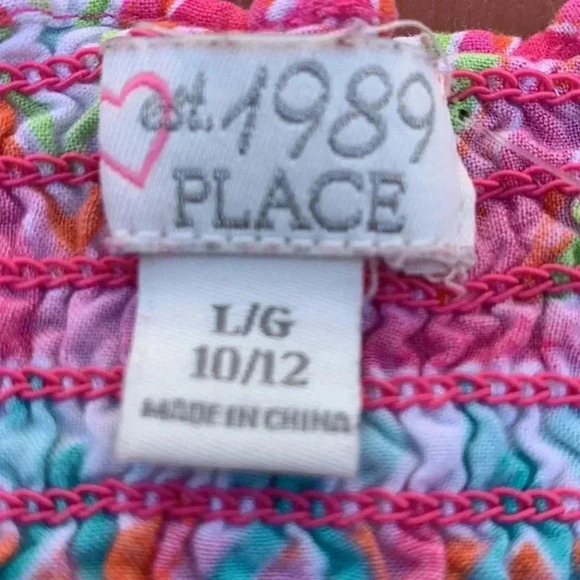 est. 1989
PLACE
L/G
10/12
MADE IN CHINA